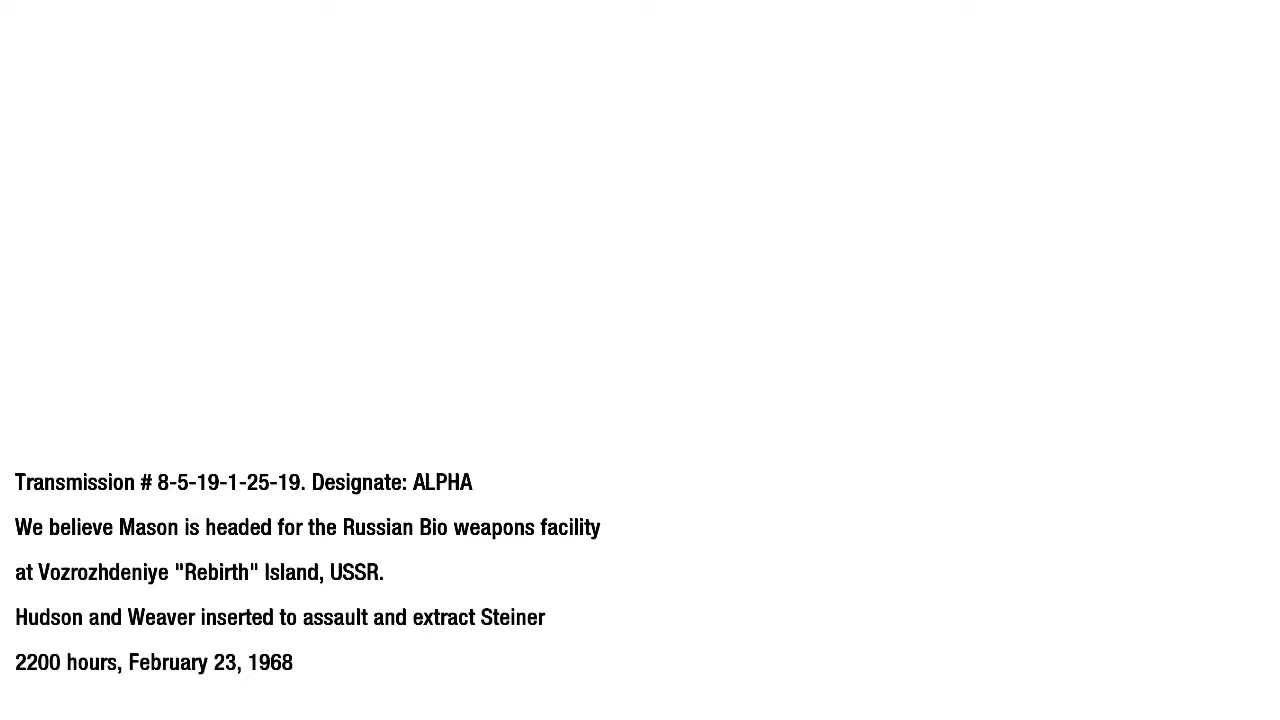 Transmission # 8-5-19-1-25-19. Designate: ALPHA
We believe Mason is headed for the Russian Bio weapons facility
at Vozrozhdeniye "Rebirth" Island, USSR.
Hudson and Weaver inserted to assault and extract Steiner
2200 hours, February 23, 1968